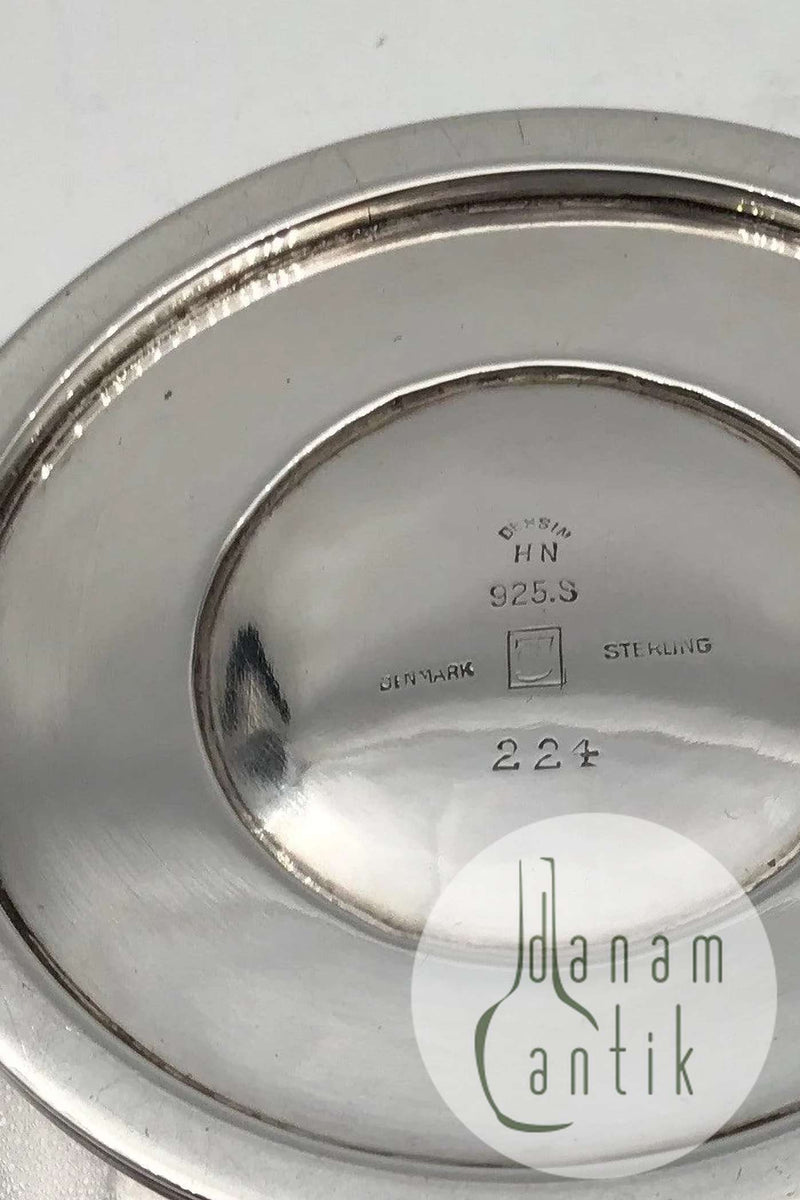 DESSIN
HN
925.S
DENMARK STERLING
224
danam
antik